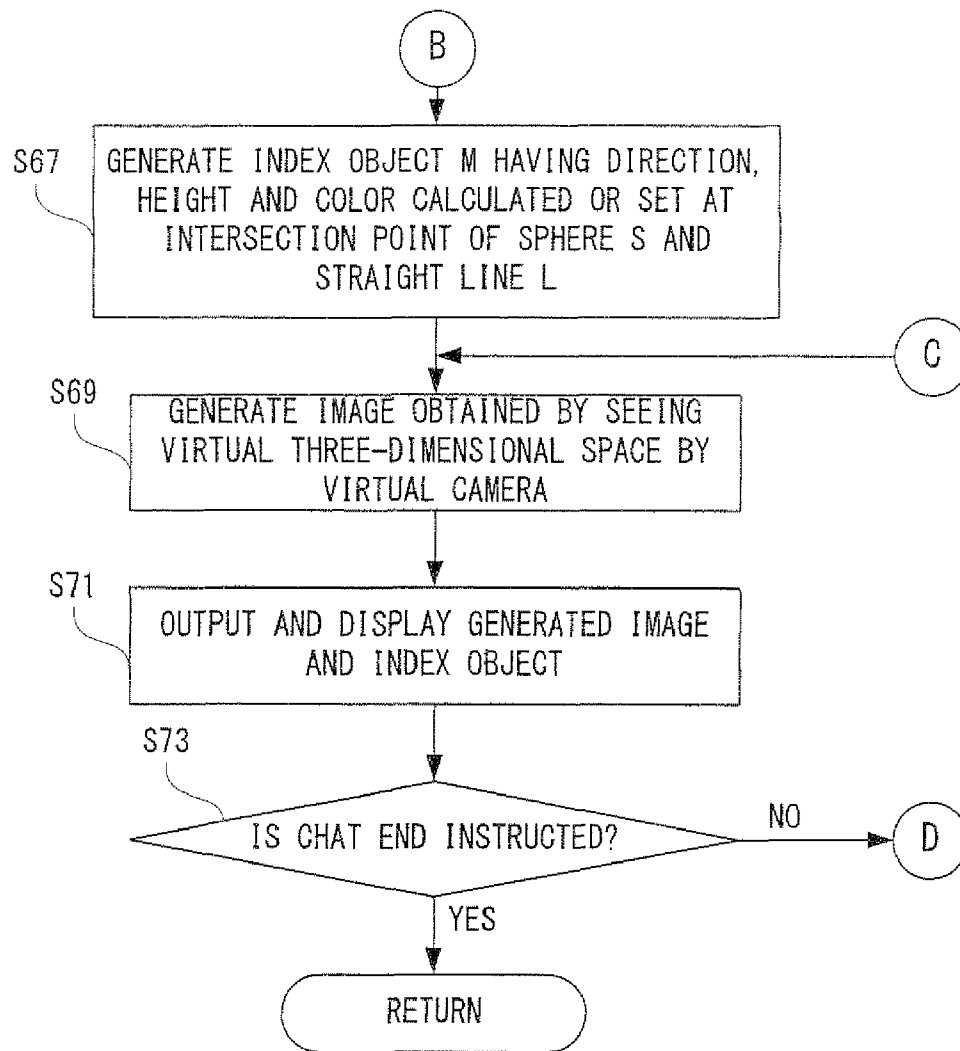 B
S67
GENERATE INDEX OBJECT M HAVING DIRECTION,
HEIGHT AND COLOR CALCULATED OR SET AT
INTERSECTION POINT OF SPHERE S AND
STRAIGHT LINE L
C
S69
GENERATE IMAGE OBTAINED BY SEEING
VIRTUAL THREE-DIMENSIONAL SPACE BY
VIRTUAL CAMERA
S71
OUTPUT AND DISPLAY GENERATED IMAGE
AND INDEX OBJECT
S73
IS CHAT END INSTRUCTED?
NO
D
YES
RETURN